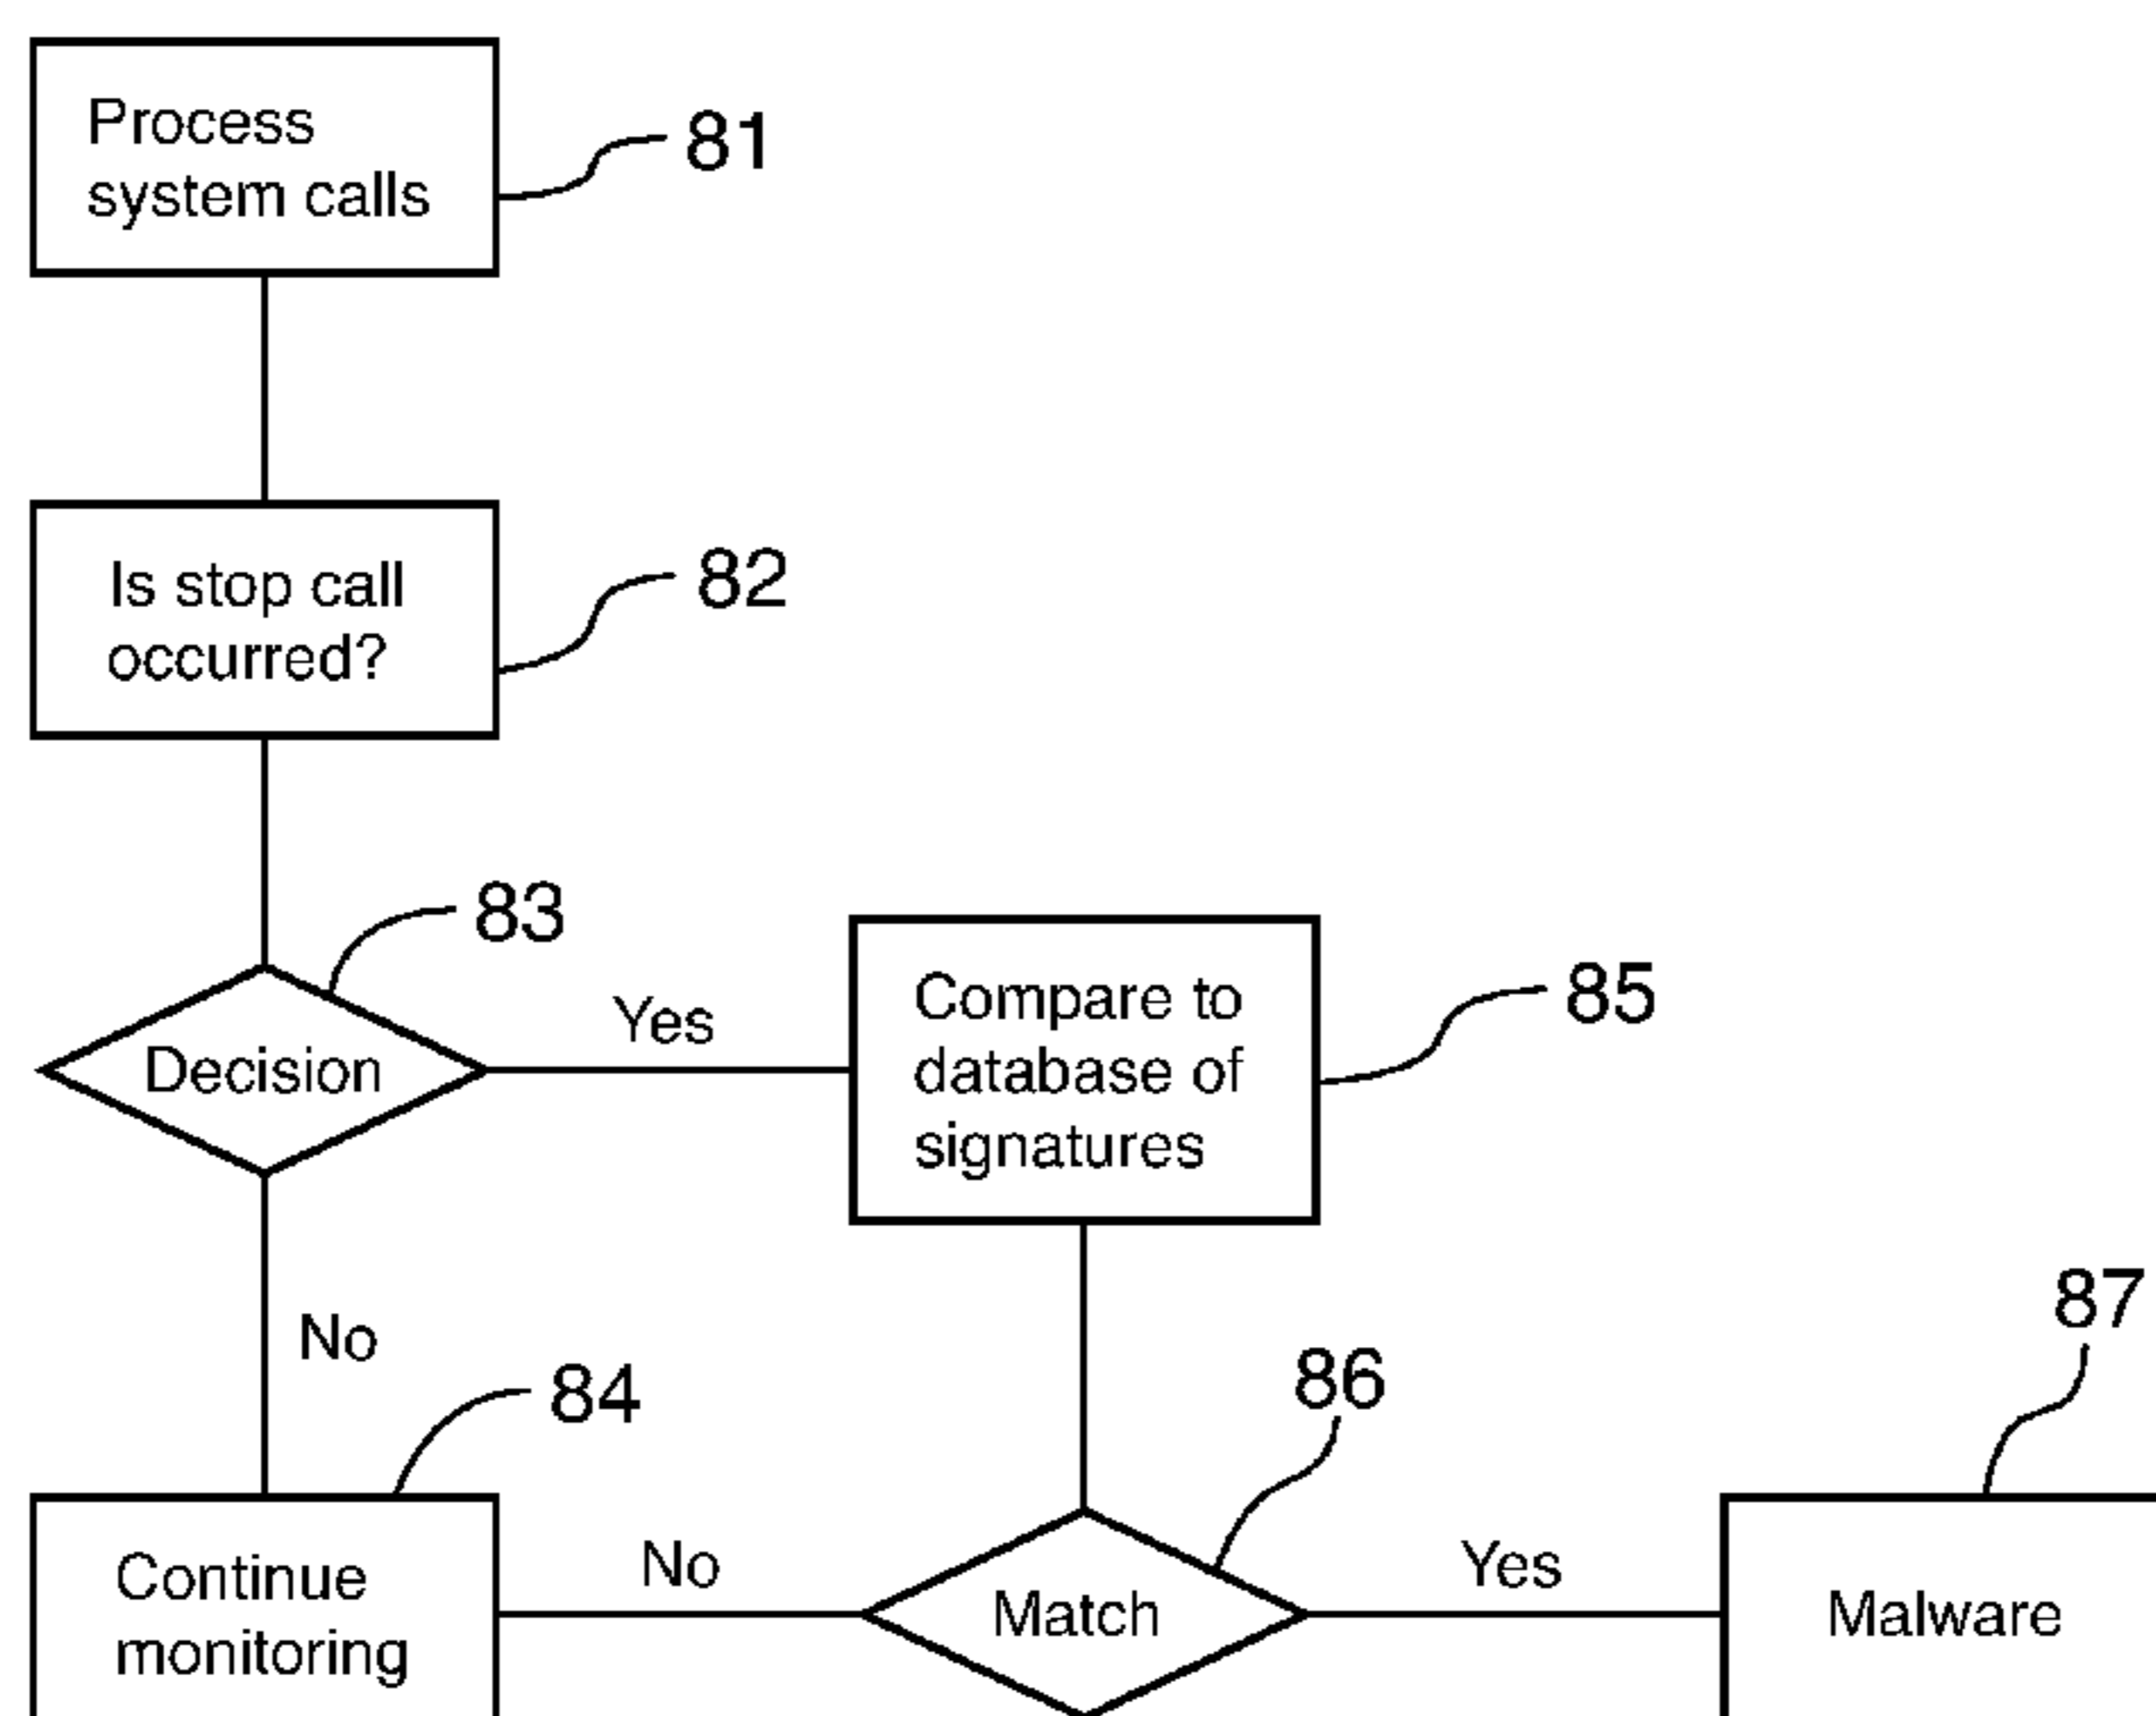 Process
system calls
81
Is stop call
occurred?
82
83
Decision
Yes
Compare to
database of
signatures
85
No
84
86
87
Continue
monitoring
No
Match
Yes
Malware